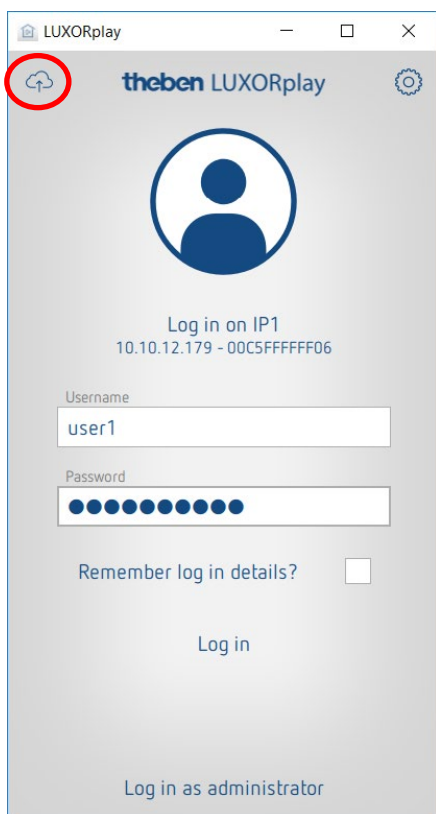 LUXORplay
theben LUXORplay
Log in on IP1
10.10.12.179 - 00C5FFFFFF06
Username
user1
Password
●●●●●●●●●●
Remember log in details?
Log in
Log in as administrator